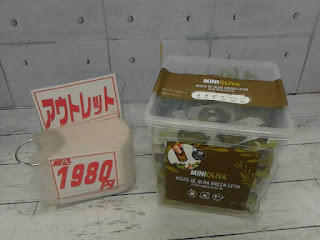 アウトレット
税込
1980円
MINIOLIVA
ACEITE DE OLIVA VIRGEN EXTRA
MINIOLIVA
ACEITE DE OLIVA VIRGEN EXTRA